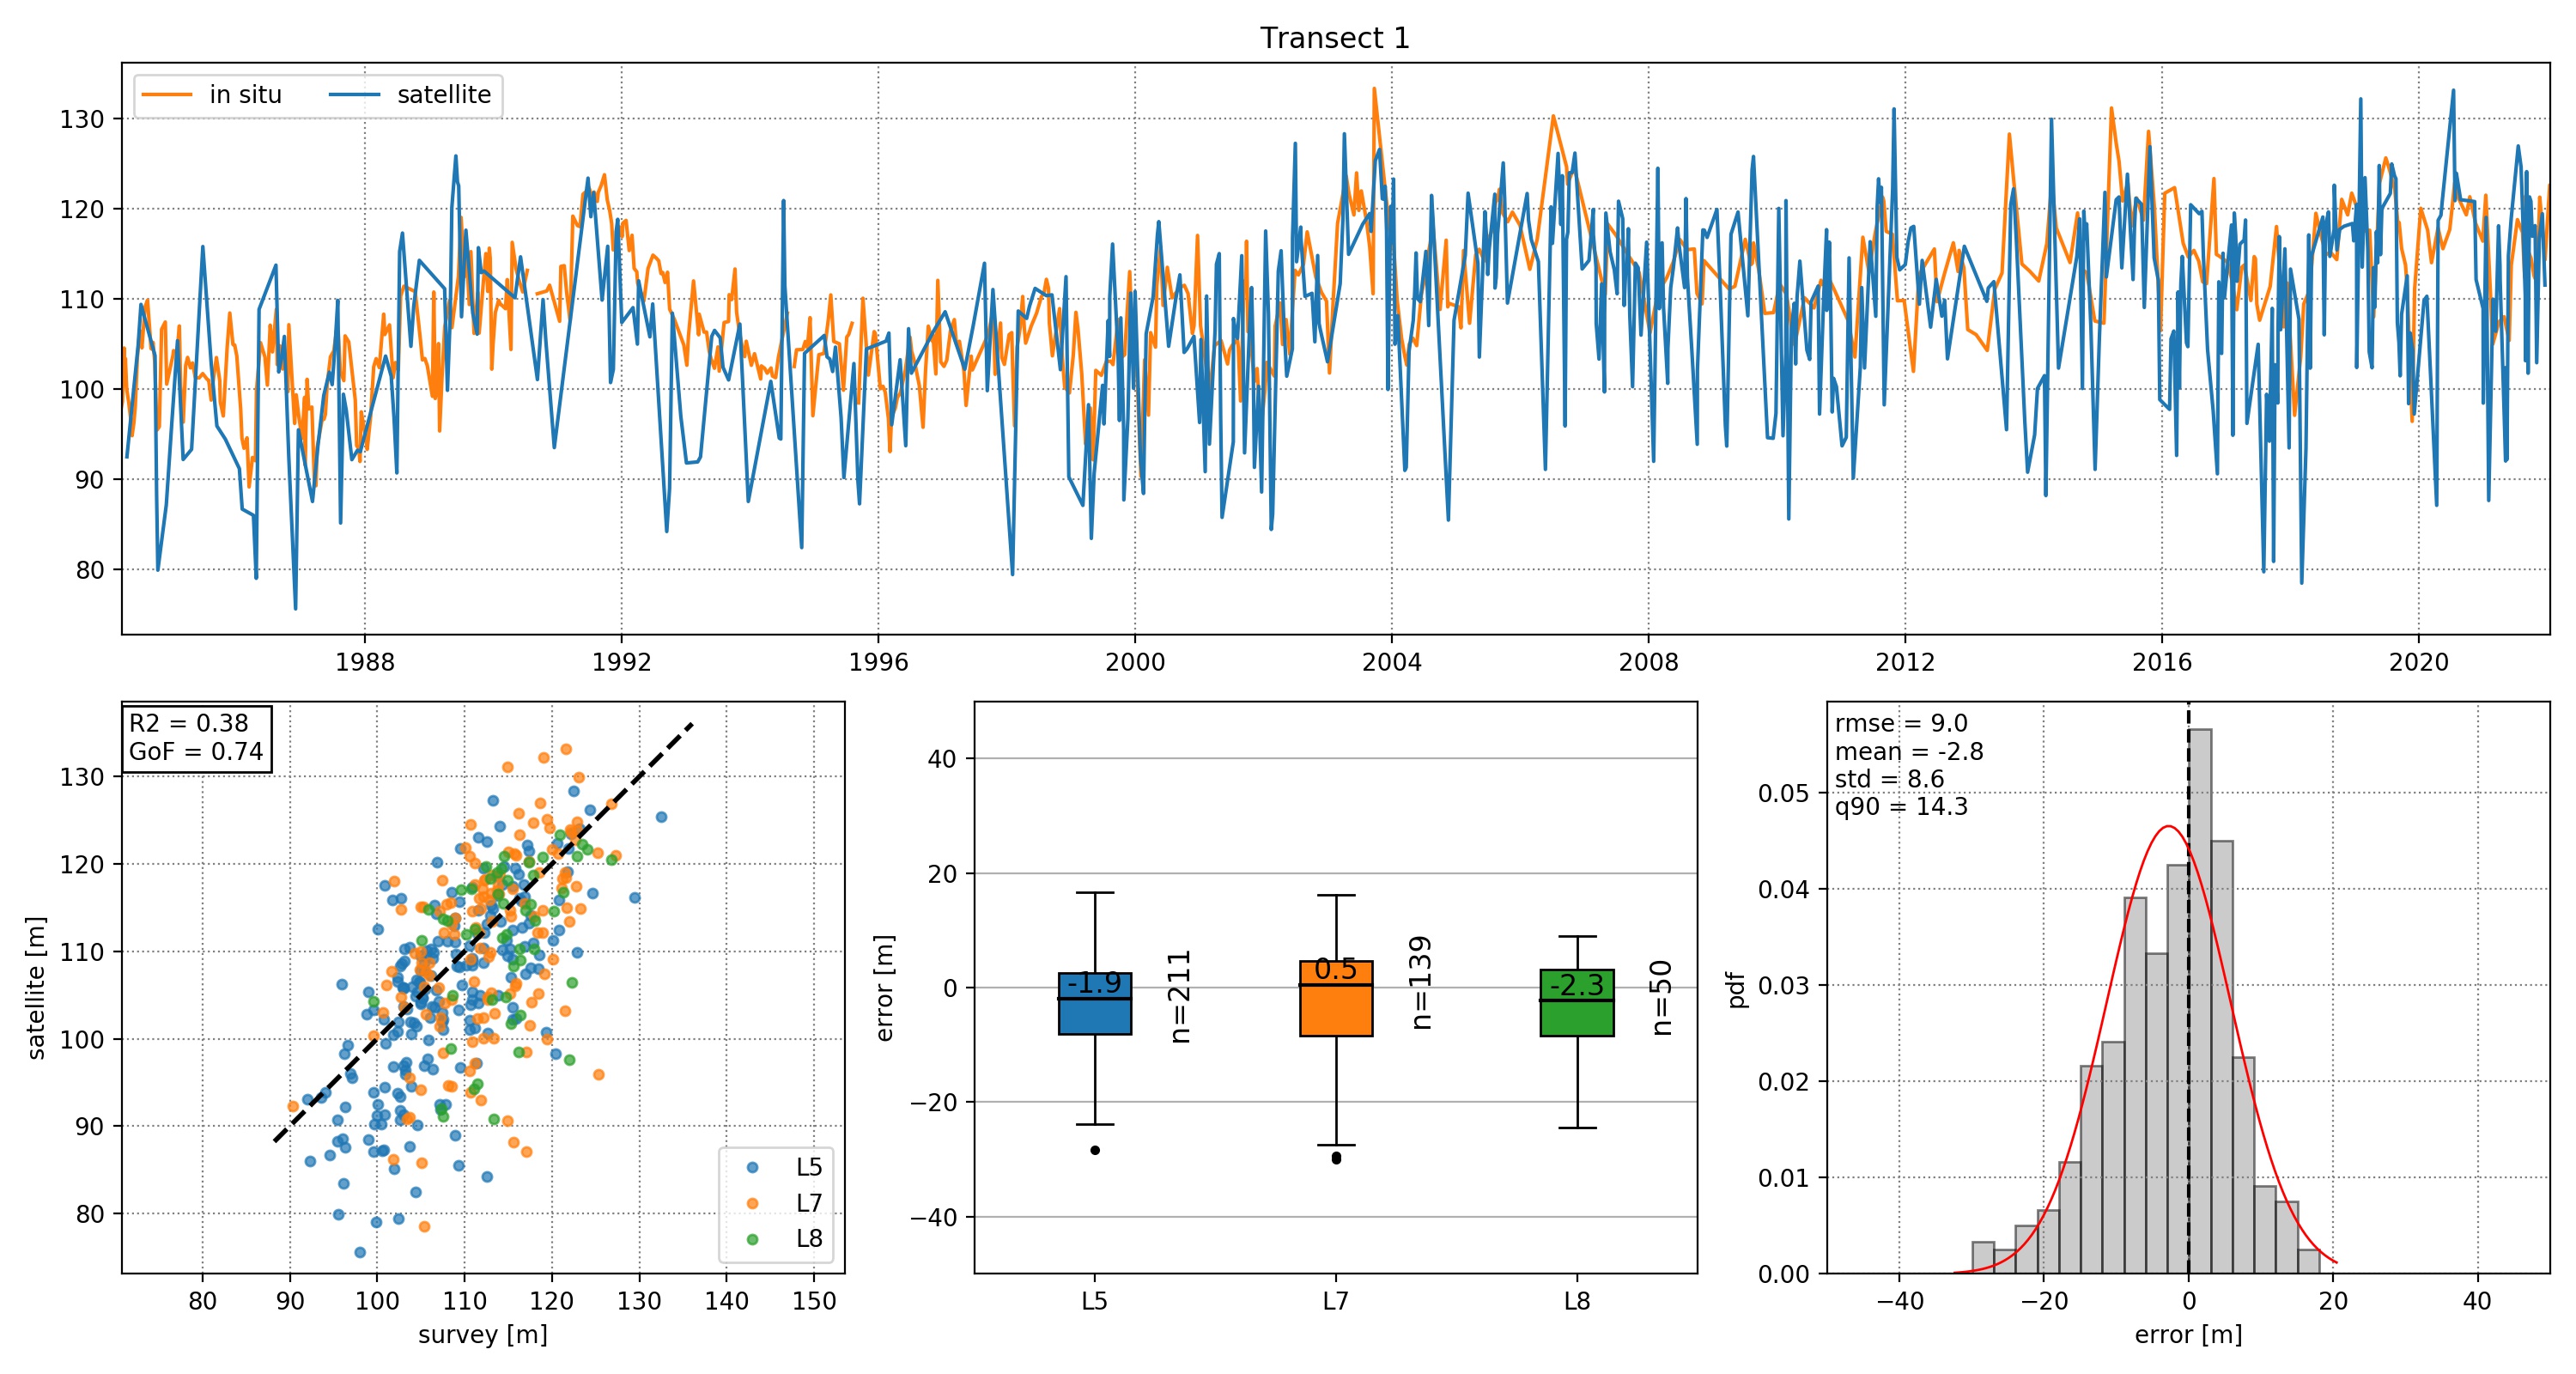 Transect 1
in situ satellite
130
120
110
100
90
80
1988 1992 1996 2000 2004 2008 2012 2016 2020
R2 = 0.38
GoF = 0.74
satellite [m]
130
120
110
100
90
80
L5
L7
L8
80 90 100 110 120 130 140 150
survey [m]
error [m]
40
20
0
−20
−40
-1.9
n=211
0.5
n=139
-2.3
n=50
L5 L7 L8
rmse = 9.0
mean = -2.8
std = 8.6
q90 = 14.3
pdf
0.05
0.04
0.03
0.02
0.01
0.00
−40 −20 0 20 40
error [m]